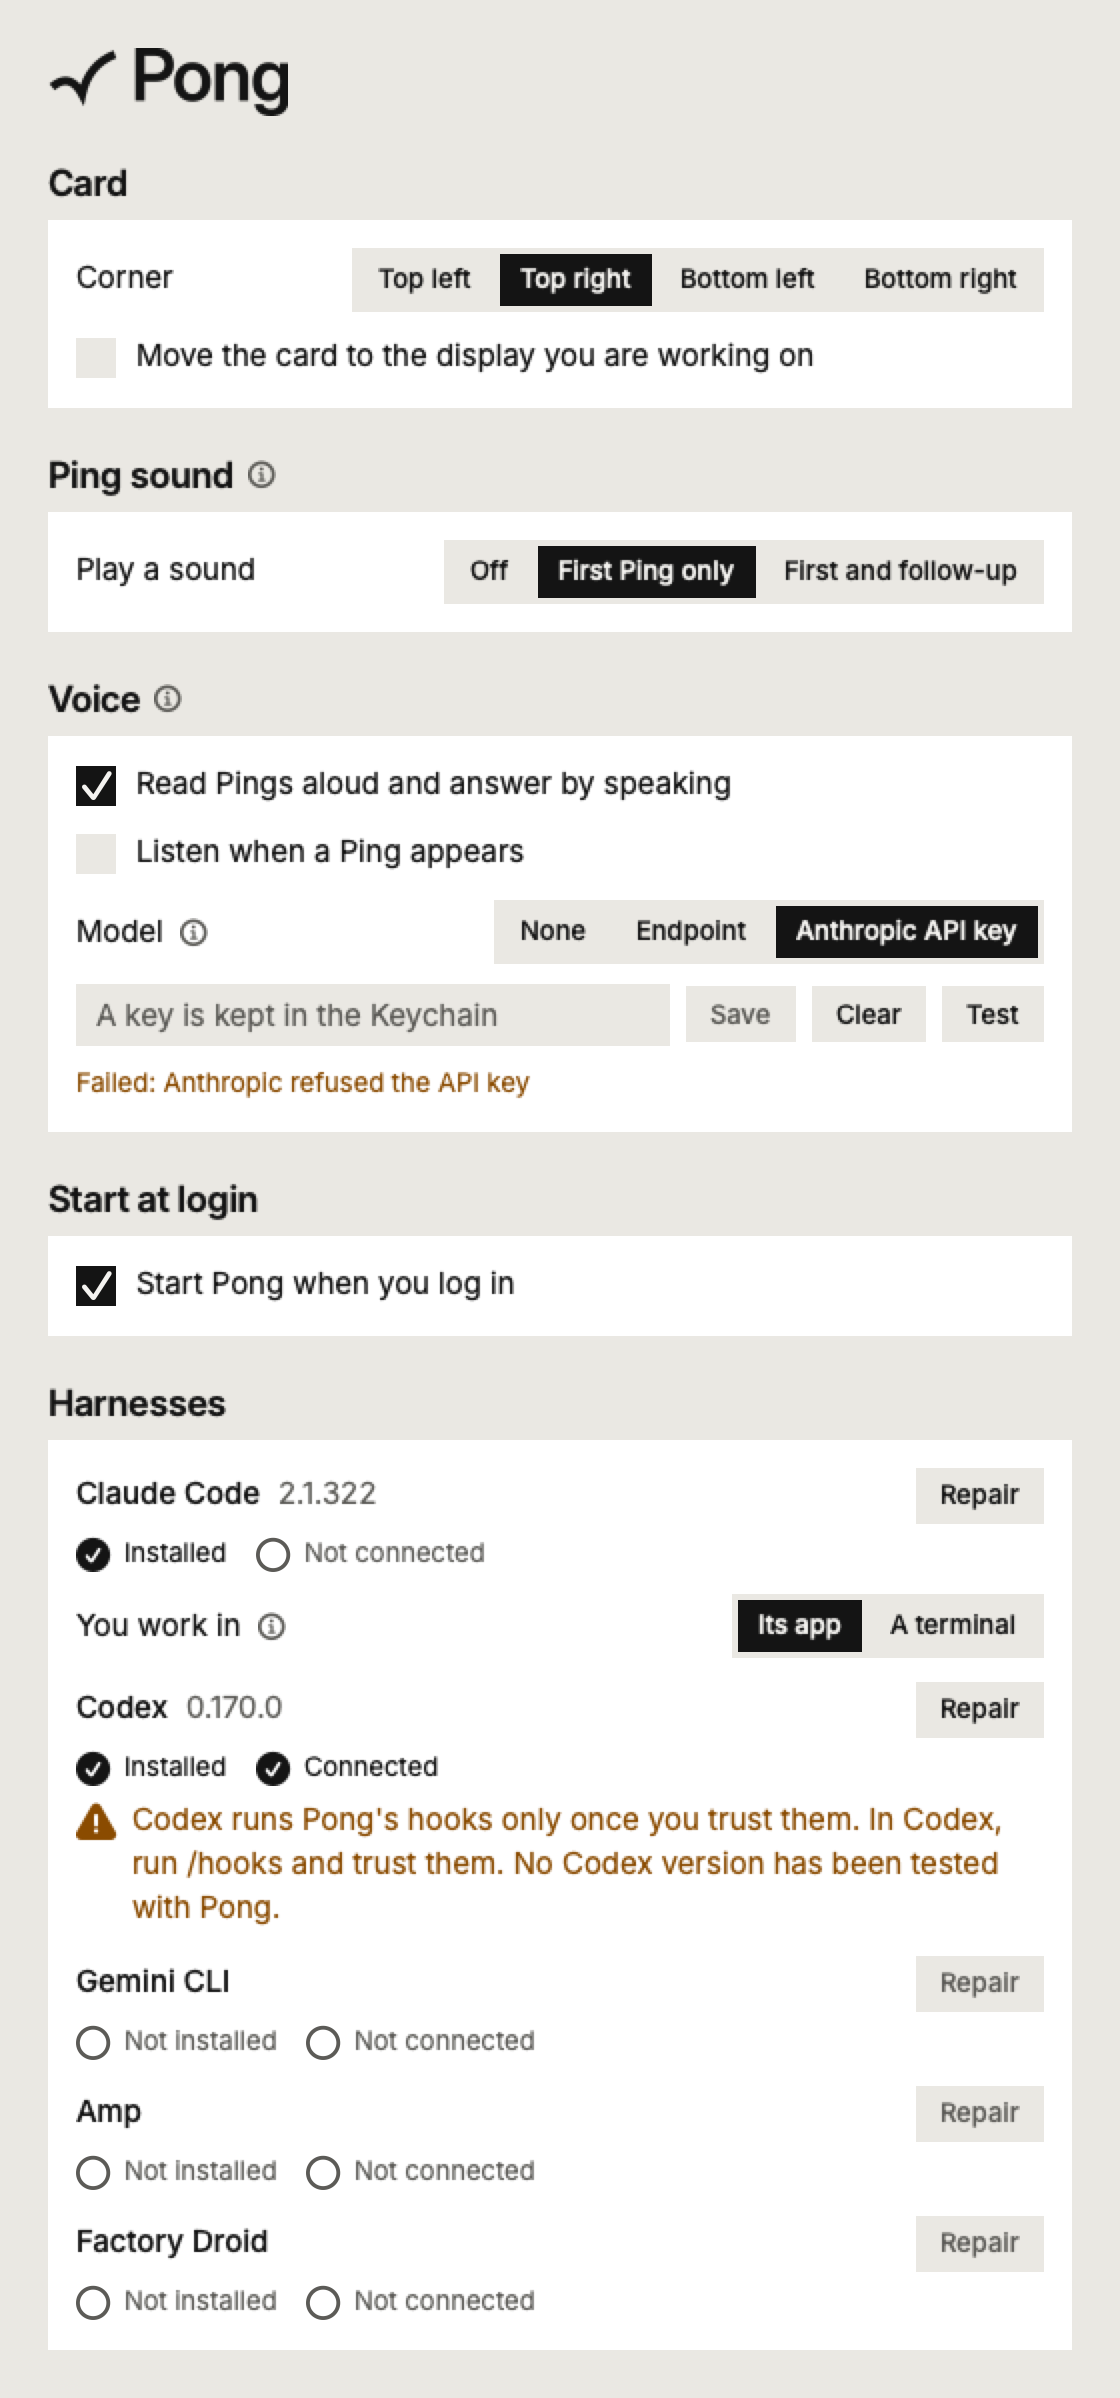 Pong
Card
Corner Top left Top right Bottom left Bottom right
Move the card to the display you are working on
Ping sound
Play a sound Off First Ping only First and follow-up
Voice
Read Pings aloud and answer by speaking
Listen when a Ping appears
Model None Endpoint Anthropic API key
A key is kept in the Keychain Save Clear Test
Failed: Anthropic refused the API key
Start at login
Start Pong when you log in
Harnesses
Claude Code 2.1.322 Repair
Installed Not connected
You work in Its app A terminal
Codex 0.170.0 Repair
Installed Connected
Codex runs Pong's hooks only once you trust them. In Codex,
run /hooks and trust them. No Codex version has been tested
with Pong.
Gemini CLI Repair
Not installed Not connected
Amp Repair
Not installed Not connected
Factory Droid Repair
Not installed Not connected